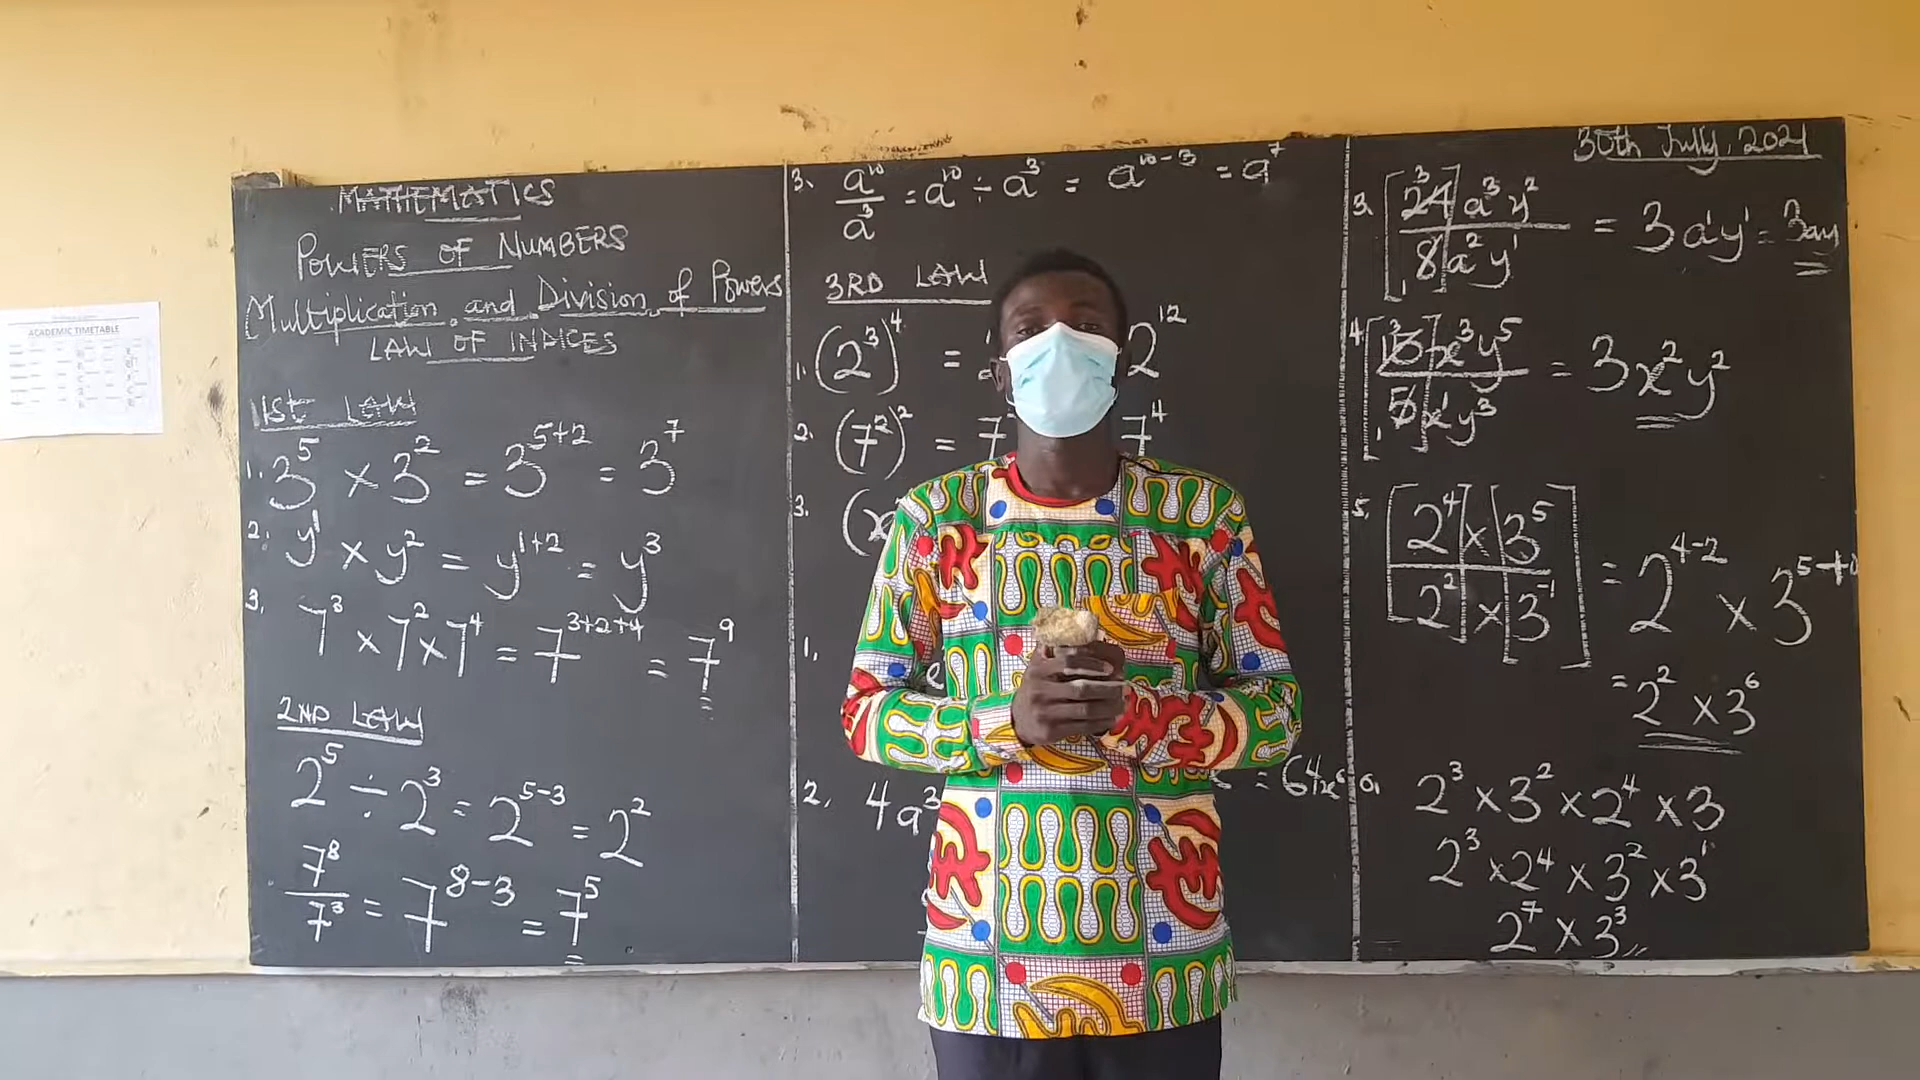 ACADEMIC TIMETABLE
MATHEMATICS
POWERS OF NUMBERS
Multiplication and Division of Powers
LAW OF INDICES
1st LAW
1. 3⁵ × 3² = 3⁵⁺² = 3⁷
2. y¹ × y² = y¹⁺² = y³
3. 7³ × 7² × 7⁴ = 7³⁺²⁺⁴ = 7⁹
2ND LAW
2⁵ ÷ 2³ = 2⁵⁻³ = 2²
7⁸/7³ = 7⁸⁻³ = 7⁵
3. a¹⁰/a³ = a¹⁰ ÷ a³ = a¹⁰⁻³ = a⁷
3RD LAW
1. (2³)⁴ = 2¹²
2. (7²)² = 7 7⁴
3. (x
1.
2. 4a³ = 64
30th July, 2021
3. [24a³y²/8a²y¹ = 3a¹y¹ = 3ay
4. [15x³y⁵/5x¹y³ = 3x²y²
5. [2⁴ × 3⁵/2² × 3⁻¹] = 2⁴⁻² × 3⁵⁺
= 2² × 3⁶
2³ × 3² × 2⁴ × 3
2³ × 2⁴ × 3² × 3¹
2⁷ × 3³